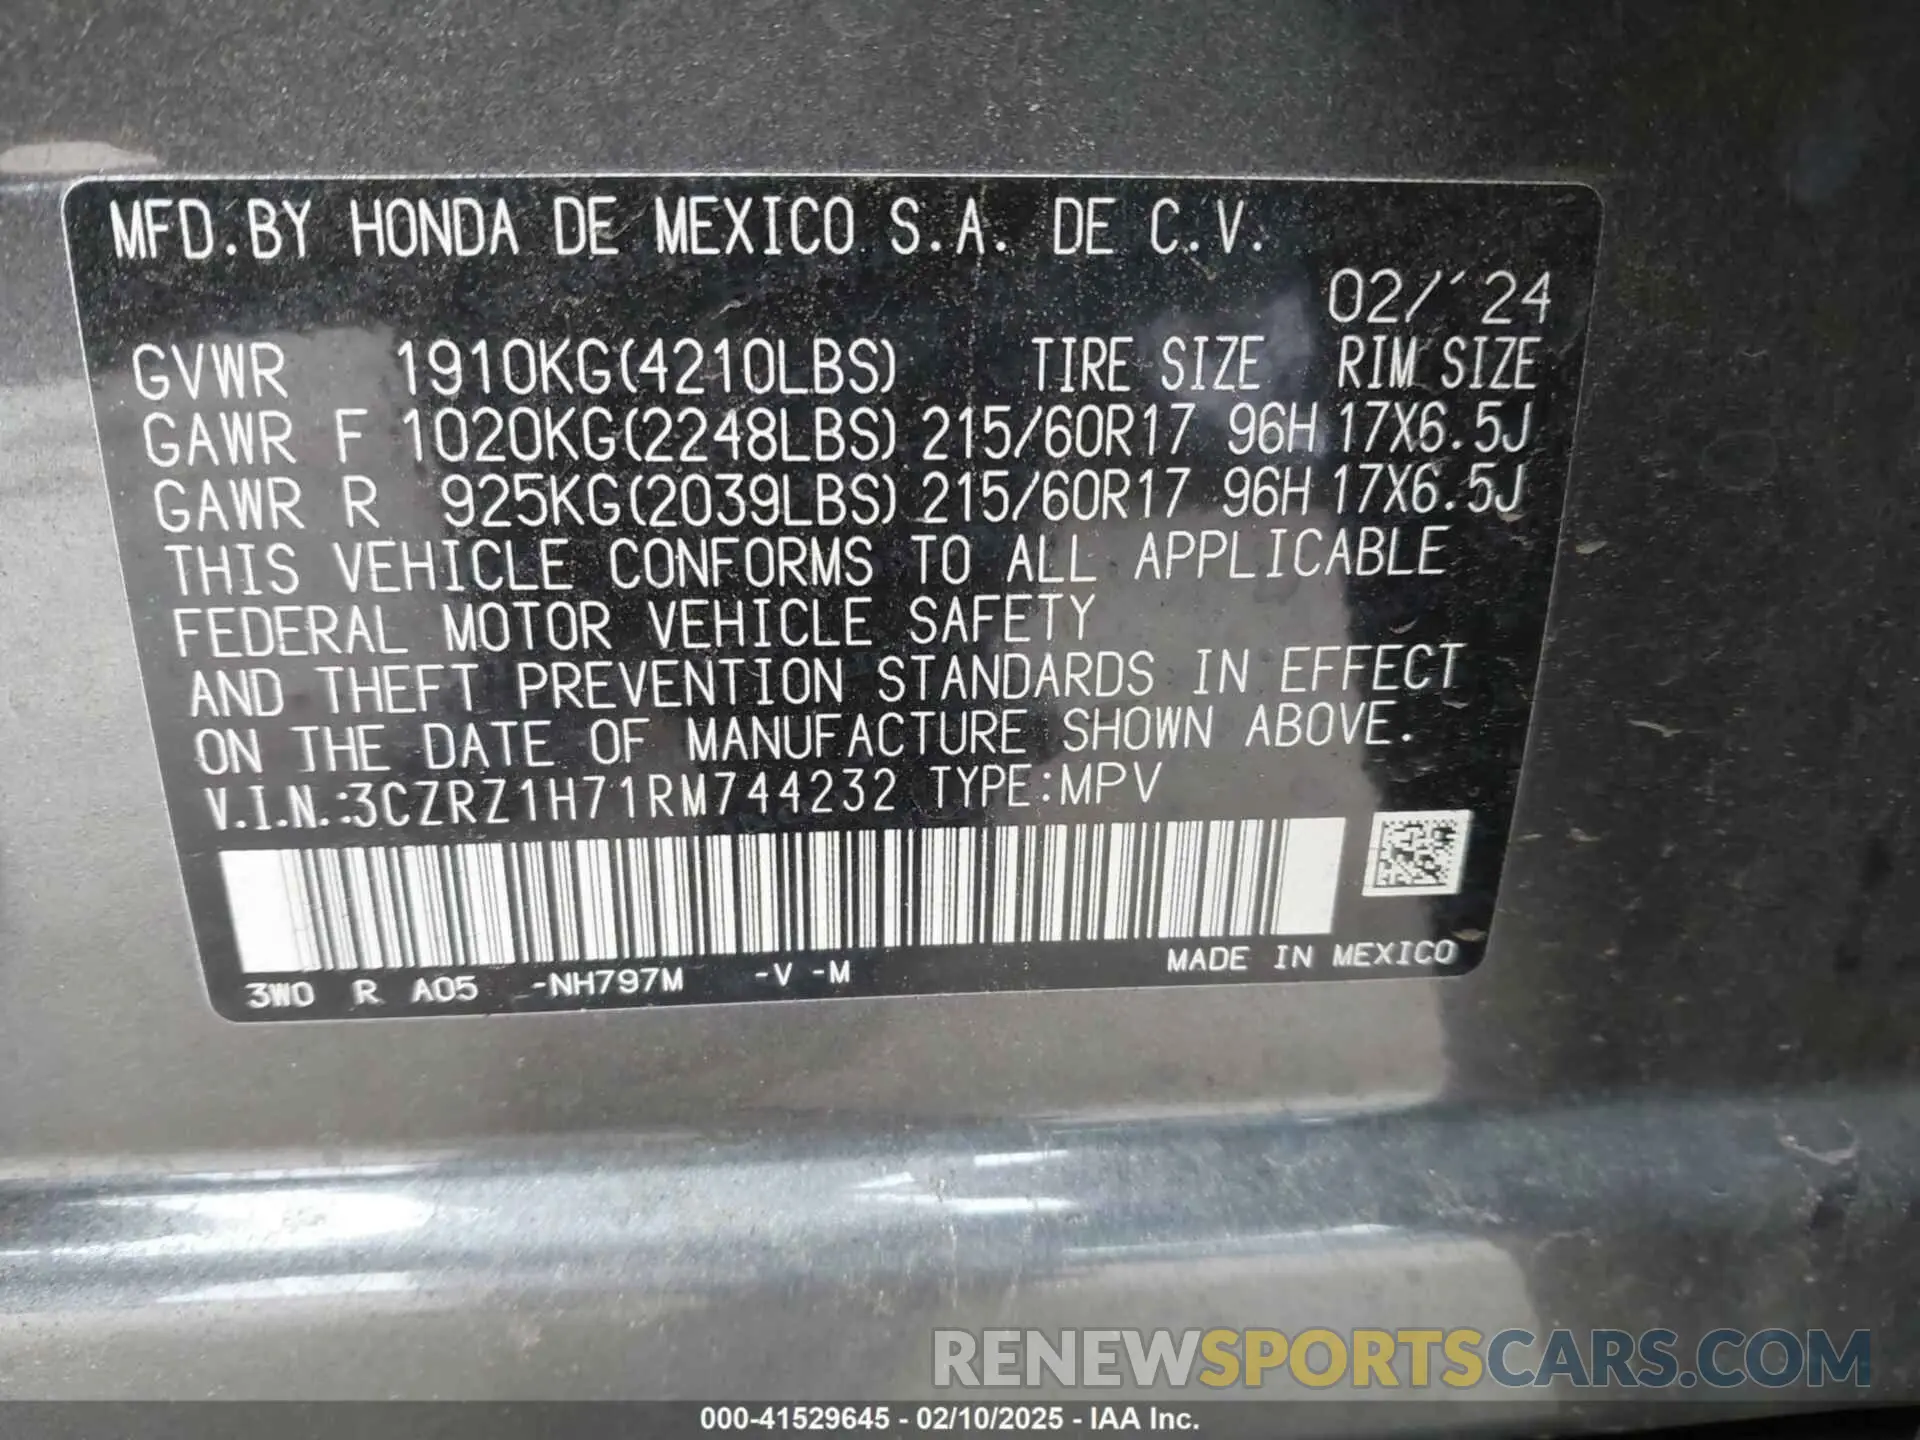 MFD.BY HONDA DE MEXICO S.A. DE C.V.
02/´24
GVWR 1910KG(4210LBS) TIRE SIZE RIM SIZE
GAWR F 1020KG(2248LBS) 215/60R17 96H 17X6.5J
GAWR R 925KG(2039LBS) 215/60R17 96H 17X6.5J
THIS VEHICLE CONFORMS TO ALL APPLICABLE
FEDERAL MOTOR VEHICLE SAFETY
AND THEFT PREVENTION STANDARDS IN EFFECT
ON THE DATE OF MANUFACTURE SHOWN ABOVE.
V.I.N.:3CZRZ1H71RM744232 TYPE:MPV
3W0 R A05 -NH797M -V -M MADE IN MEXICO
RENEWSPORTSCARS.COM
000-41529645 - 02/10/2025 - IAA Inc.